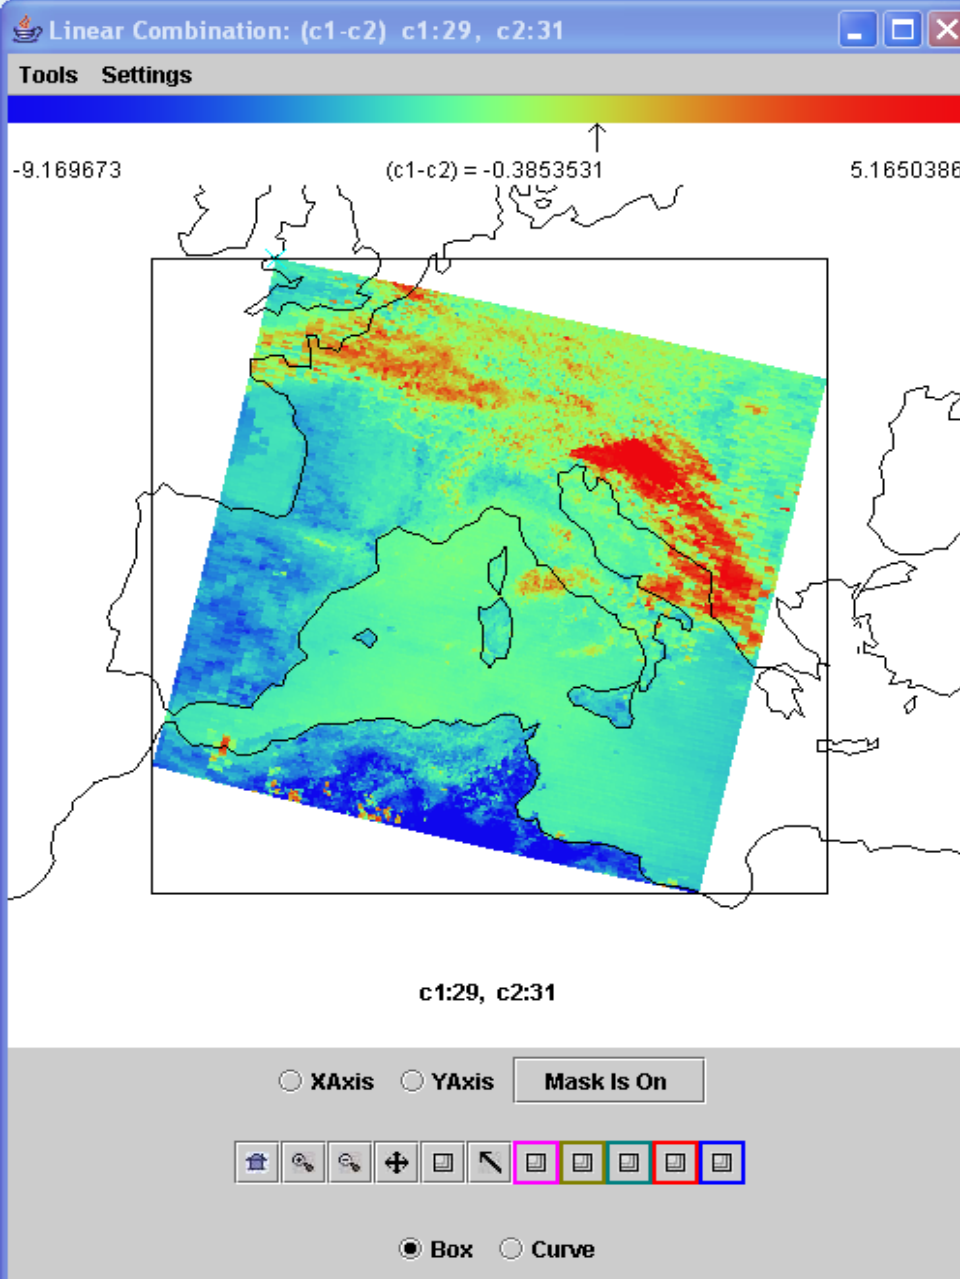 Linear Combination: (c1-c2) c1:29, c2:31
Tools Settings
-9.169673 (c1-c2) = -0.3853531 5.1650386
c1:29, c2:31
XAxis YAxis Mask Is On
Box Curve